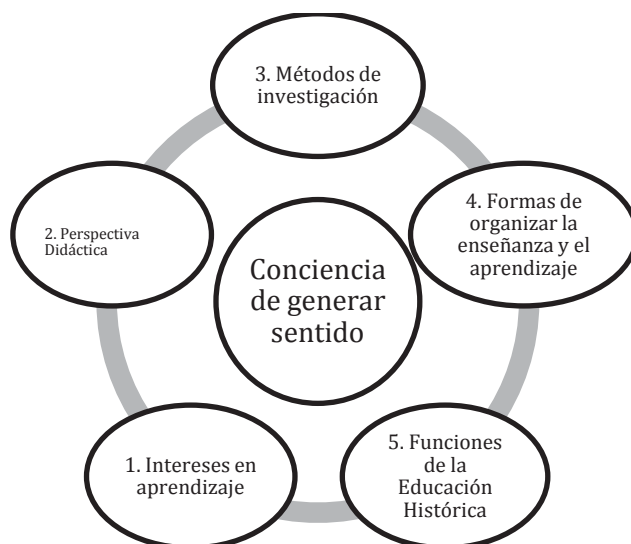 3. Métodos de
investigación
2. Perspectiva
Didáctica
4. Formas de
organizar la
enseñanza y el
aprendizaje
Conciencia
de generar
sentido
1. Intereses en
aprendizaje
5. Funciones
de la
Educación
Histórica